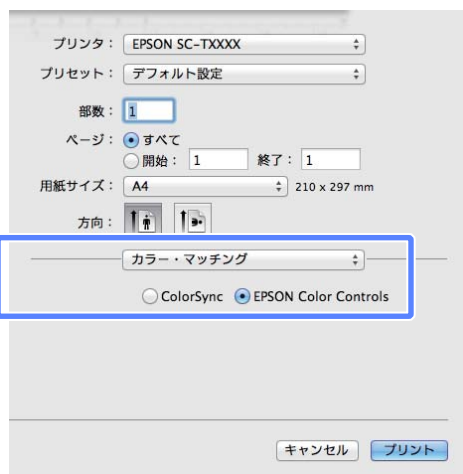 プリンタ： EPSON SC-TXXXX
プリセット： デフォルト設定
部数： 1
ページ： すべて
開始： 1 終了： 1
用紙サイズ： A4 210 x 297 mm
方向：
カラー・マッチング
ColorSync EPSON Color Controls
キャンセル プリント